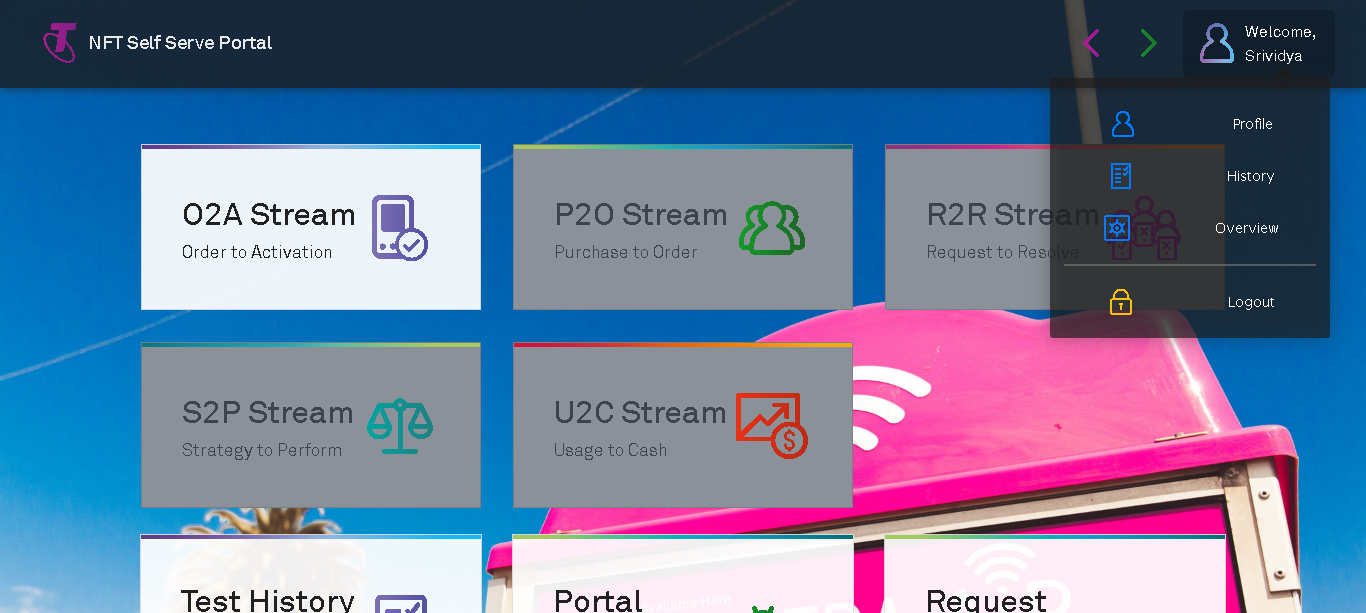 NFT Self Serve Portal
Welcome,
Srividya
Profile
History
Overview
Logout
O2A Stream
Order to Activation
P2O Stream
Purchase to Order
R2R Stream
Request to Resolve
S2P Stream
Strategy to Perform
U2C Stream
Usage to Cash
Test History
Portal
Available Here
Request